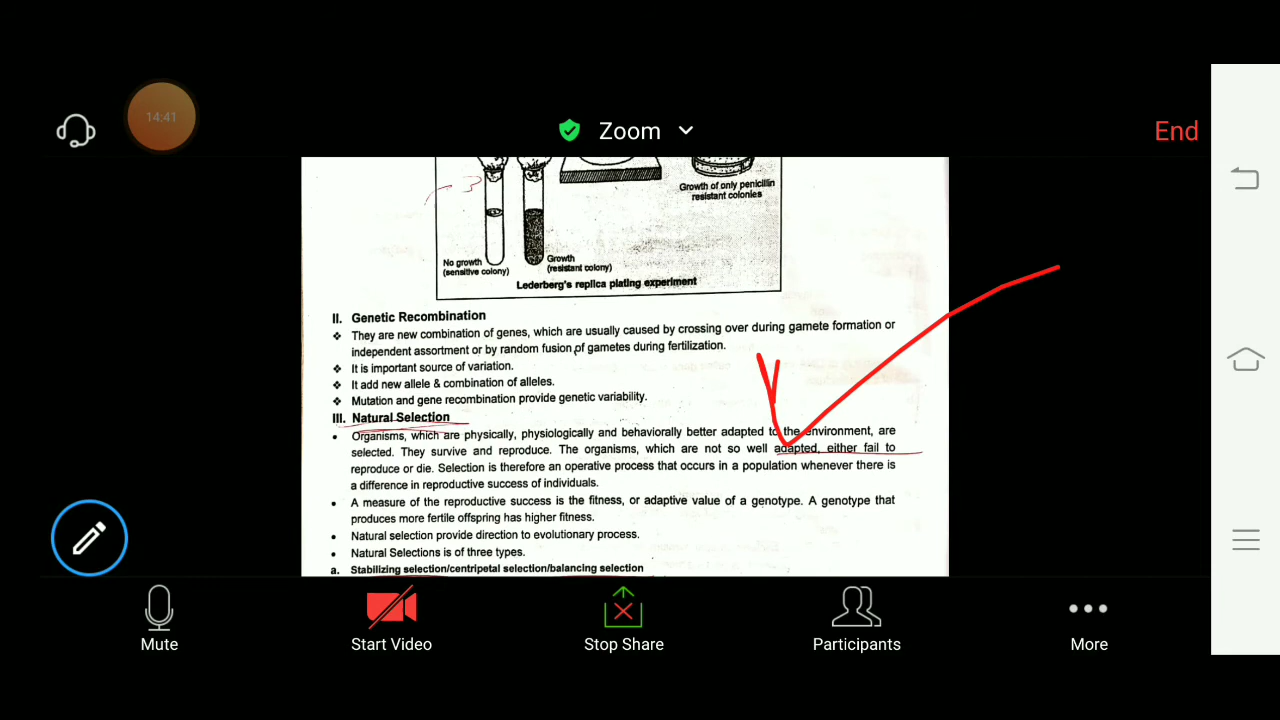 14:41
Zoom
End
Growth of only penicillin
resistant colonies
No growth
(sensitive colony)
Growth
(resistant colony)
Lederberg's replica plating experiment
II. Genetic Recombination
❖ They are new combination of genes, which are usually caused by crossing over during gamete formation or
independent assortment or by random fusion of gametes during fertilization.
❖ It is important source of variation.
❖ It add new allele & combination of alleles.
❖ Mutation and gene recombination provide genetic variability.
III. Natural Selection
• Organisms, which are physically, physiologically and behaviorally better adapted to the environment, are
selected. They survive and reproduce. The organisms, which are not so well adapted, either fail to
reproduce or die. Selection is therefore an operative process that occurs in a population whenever there is
a difference in reproductive success of individuals.
• A measure of the reproductive success is the fitness, or adaptive value of a genotype. A genotype that
produces more fertile offspring has higher fitness.
• Natural selection provide direction to evolutionary process.
• Natural Selections is of three types.
a. Stabilizing selection/centripetal selection/balancing selection
Mute
Start Video
Stop Share
Participants
More